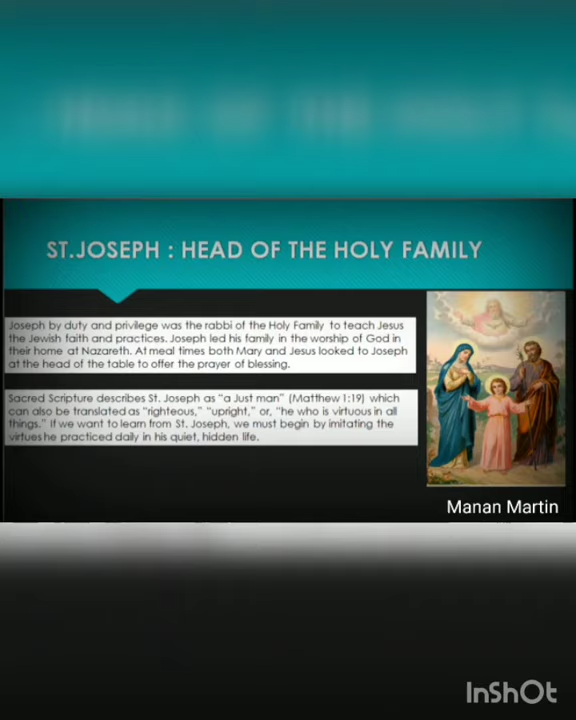 ST.JOSEPH : HEAD OF THE HOLY FAMILY
Joseph by duty and privilege was the rabbi of the Holy Family to teach Jesus
the Jewish faith and practices. Joseph led his family in the worship of God in
their home at Nazareth. At meal times both Mary and Jesus looked to Joseph
at the head of the table to offer the prayer of blessing.
Sacred Scripture describes St. Joseph as “a Just man” (Matthew 1:19) which
can also be translated as “righteous,” “upright,” or, “he who is virtuous in all
things.” If we want to learn from St. Joseph, we must begin by imitating the
virtues he practiced daily in his quiet, hidden life.
Manan Martin
InShOt